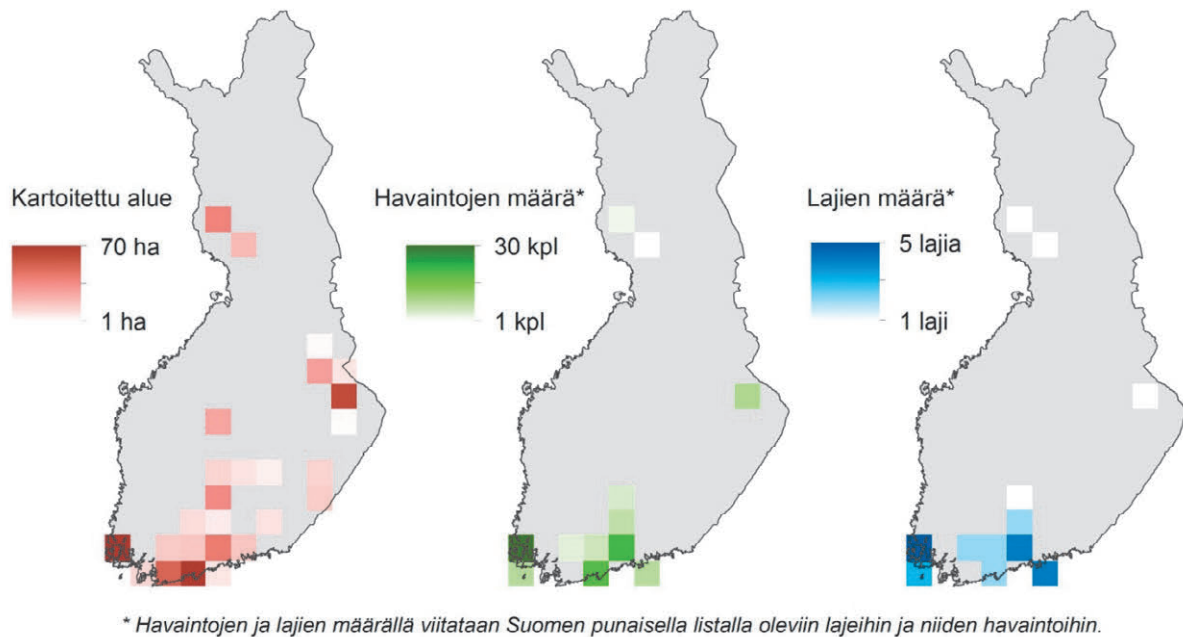 Kartoitettu alue
70 ha
1 ha
Havaintojen määrä*
30 kpl
1 kpl
Lajien määrä*
5 lajia
1 laji
* Havaintojen ja lajien määrällä viitataan Suomen punaisella listalla oleviin lajeihin ja niiden havaintoihin.